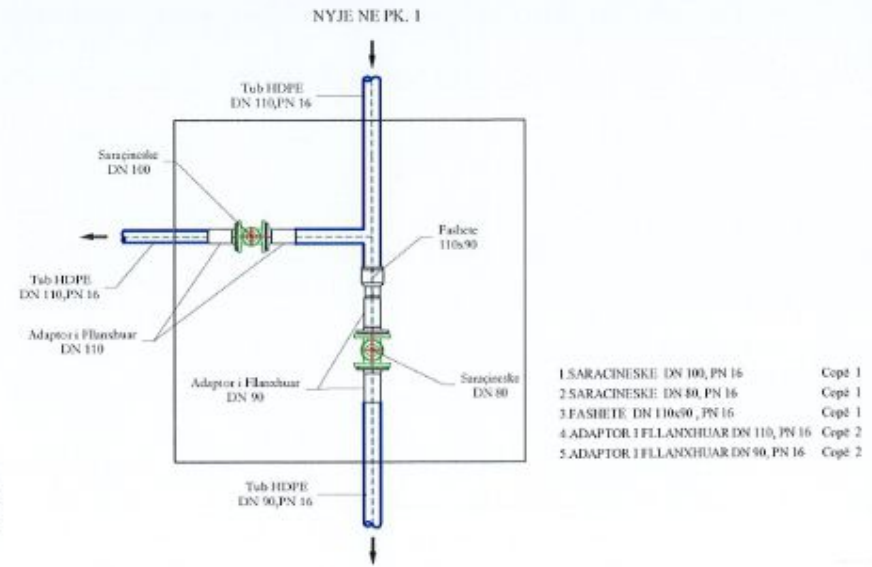 NYJE NE PK. 1
Tub HDPE
DN 110,PN 16
Saraçineske
DN 100
Fashete
110x90
Tub HDPE
DN 110,PN 16
Adaptor i Fllanxhuar
DN 110
Adaptor i Fllanxhuar
DN 90
Saraçineske
DN 80
Tub HDPE
DN 90,PN 16
1.SARACINESKE DN 100, PN 16 Copë 1
2.SARACINESKE DN 80, PN 16 Copë 1
3.FASHETE DN 110x90 , PN 16 Copë 1
4.ADAPTOR I FLLANXHUAR DN 110, PN 16 Copë 2
5.ADAPTOR I FLLANXHUAR DN 90, PN 16 Copë 2